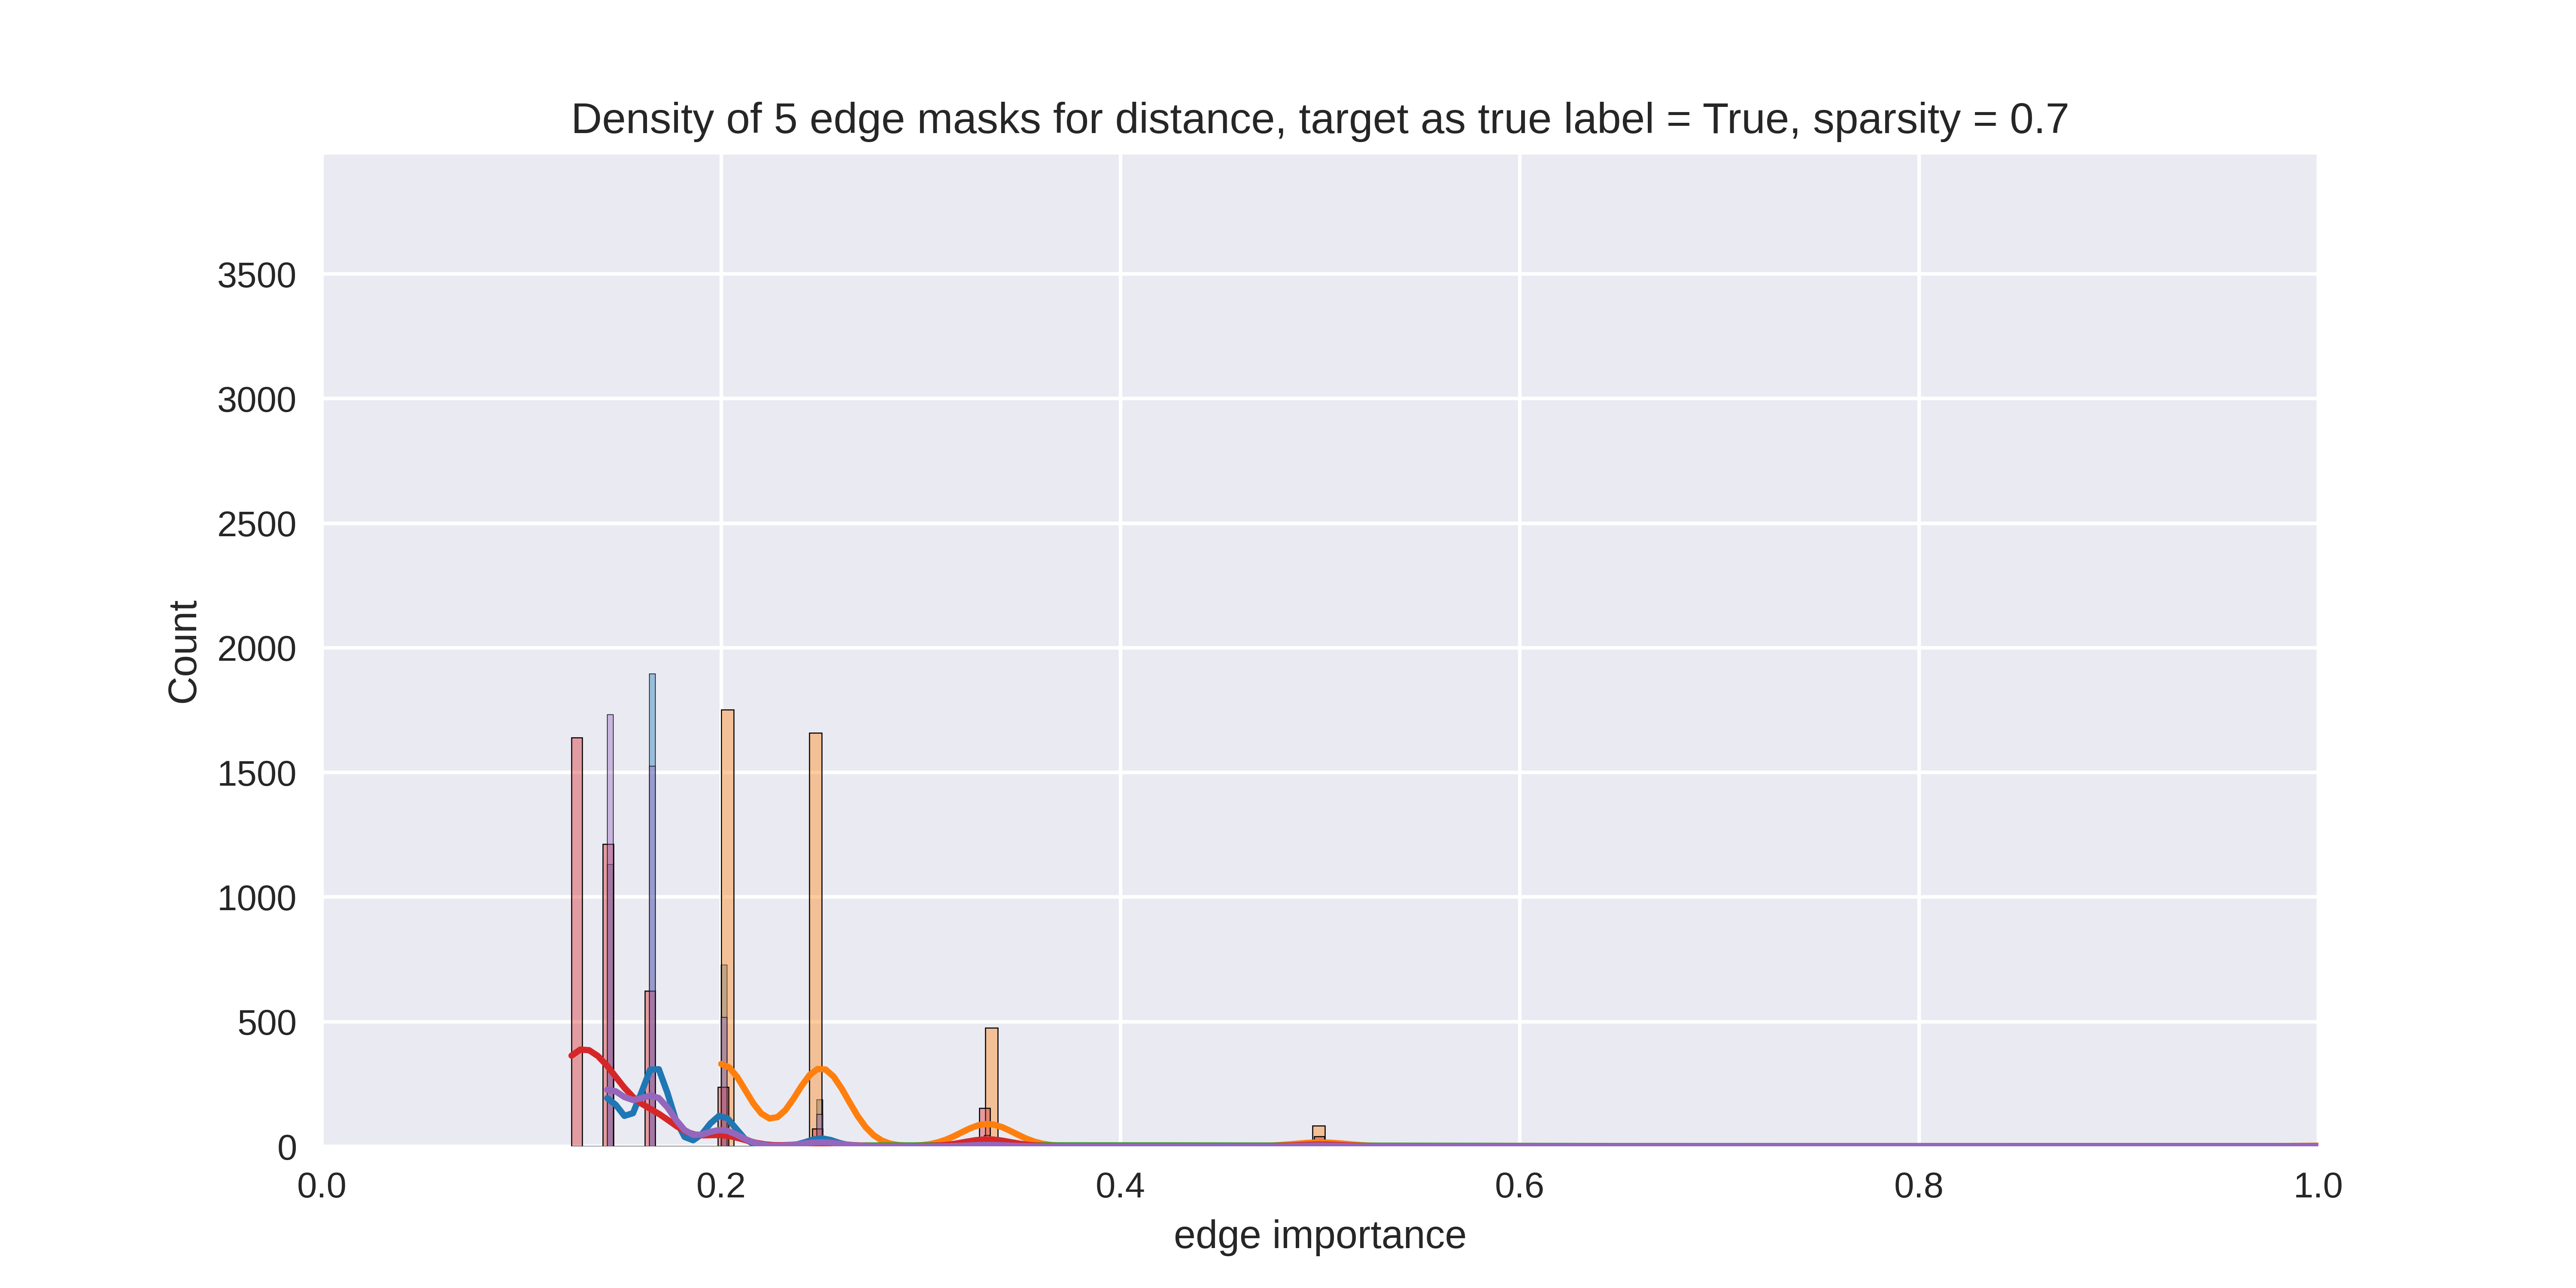 Density of 5 edge masks for distance, target as true label = True, sparsity = 0.7
3500
3000
2500
2000
1500
1000
500
0
Count
0.0 0.2 0.4 0.6 0.8 1.0
edge importance